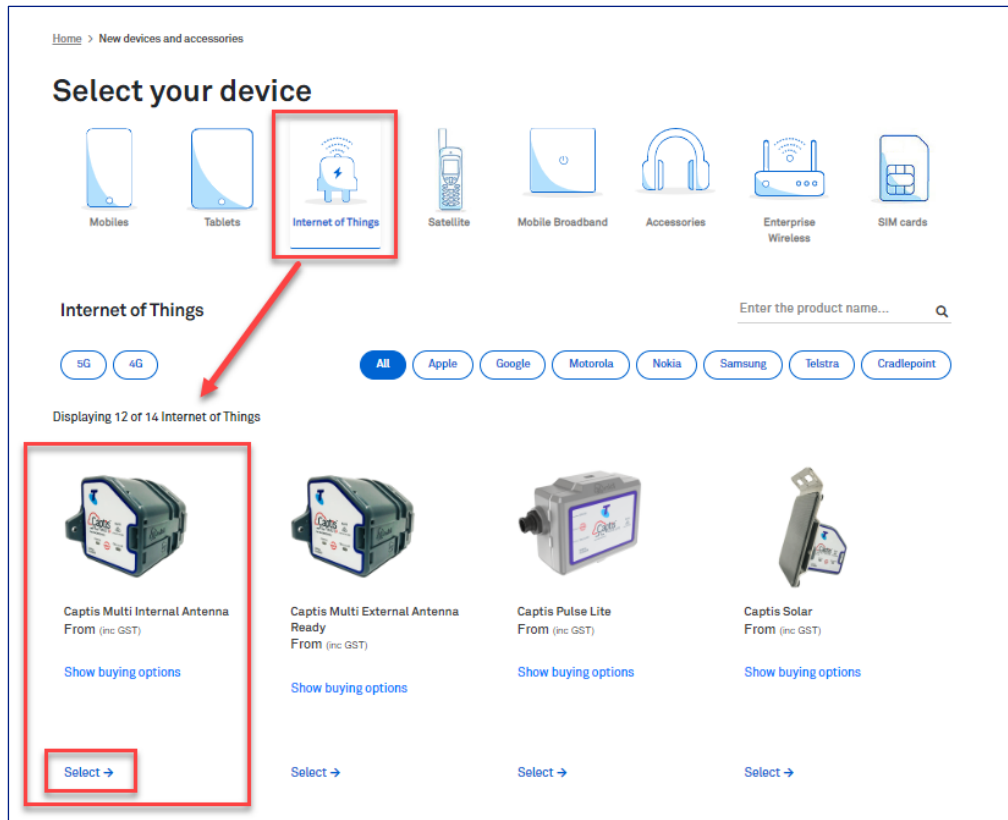 Home > New devices and accessories
Select your device
Mobiles
Tablets
Internet of Things
Satellite
Mobile Broadband
Accessories
Enterprise
Wireless
SIM cards
Internet of Things
Enter the product name...
5G
4G
All
Apple
Google
Motorola
Nokia
Samsung
Telstra
Cradlepoint
Displaying 12 of 14 Internet of Things
Captis
Captis
Captis
Captis Multi Internal Antenna
From (inc GST)
Show buying options
Select →
Captis Multi External Antenna
Ready
From (inc GST)
Show buying options
Select →
Captis Pulse Lite
From (inc GST)
Show buying options
Select →
Captis Solar
From (inc GST)
Show buying options
Select →